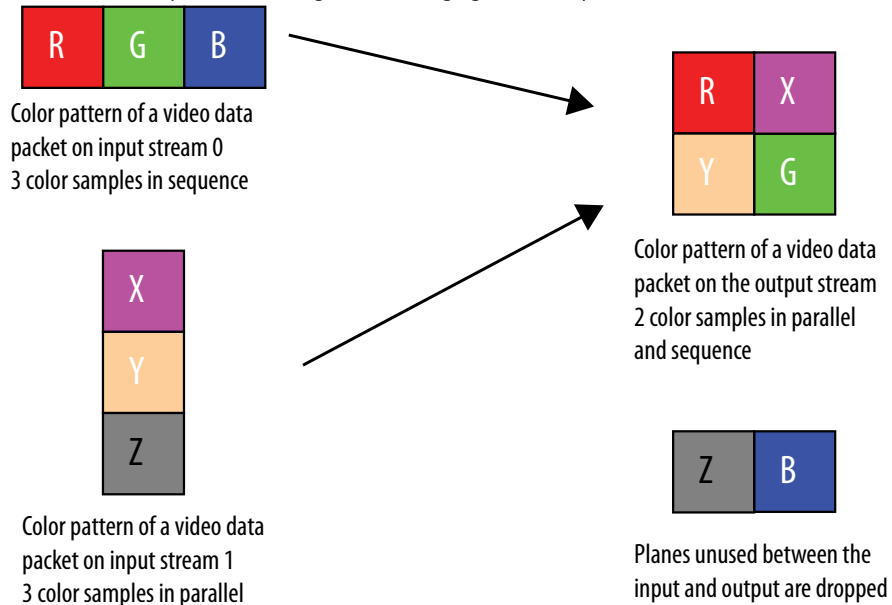 R G B
Color pattern of a video data
packet on input stream 0
3 color samples in sequence
X
Y
Z
Color pattern of a video data
packet on input stream 1
3 color samples in parallel
R X
Y G
Color pattern of a video data
packet on the output stream
2 color samples in parallel
and sequence
Z B
Planes unused between the
input and output are dropped